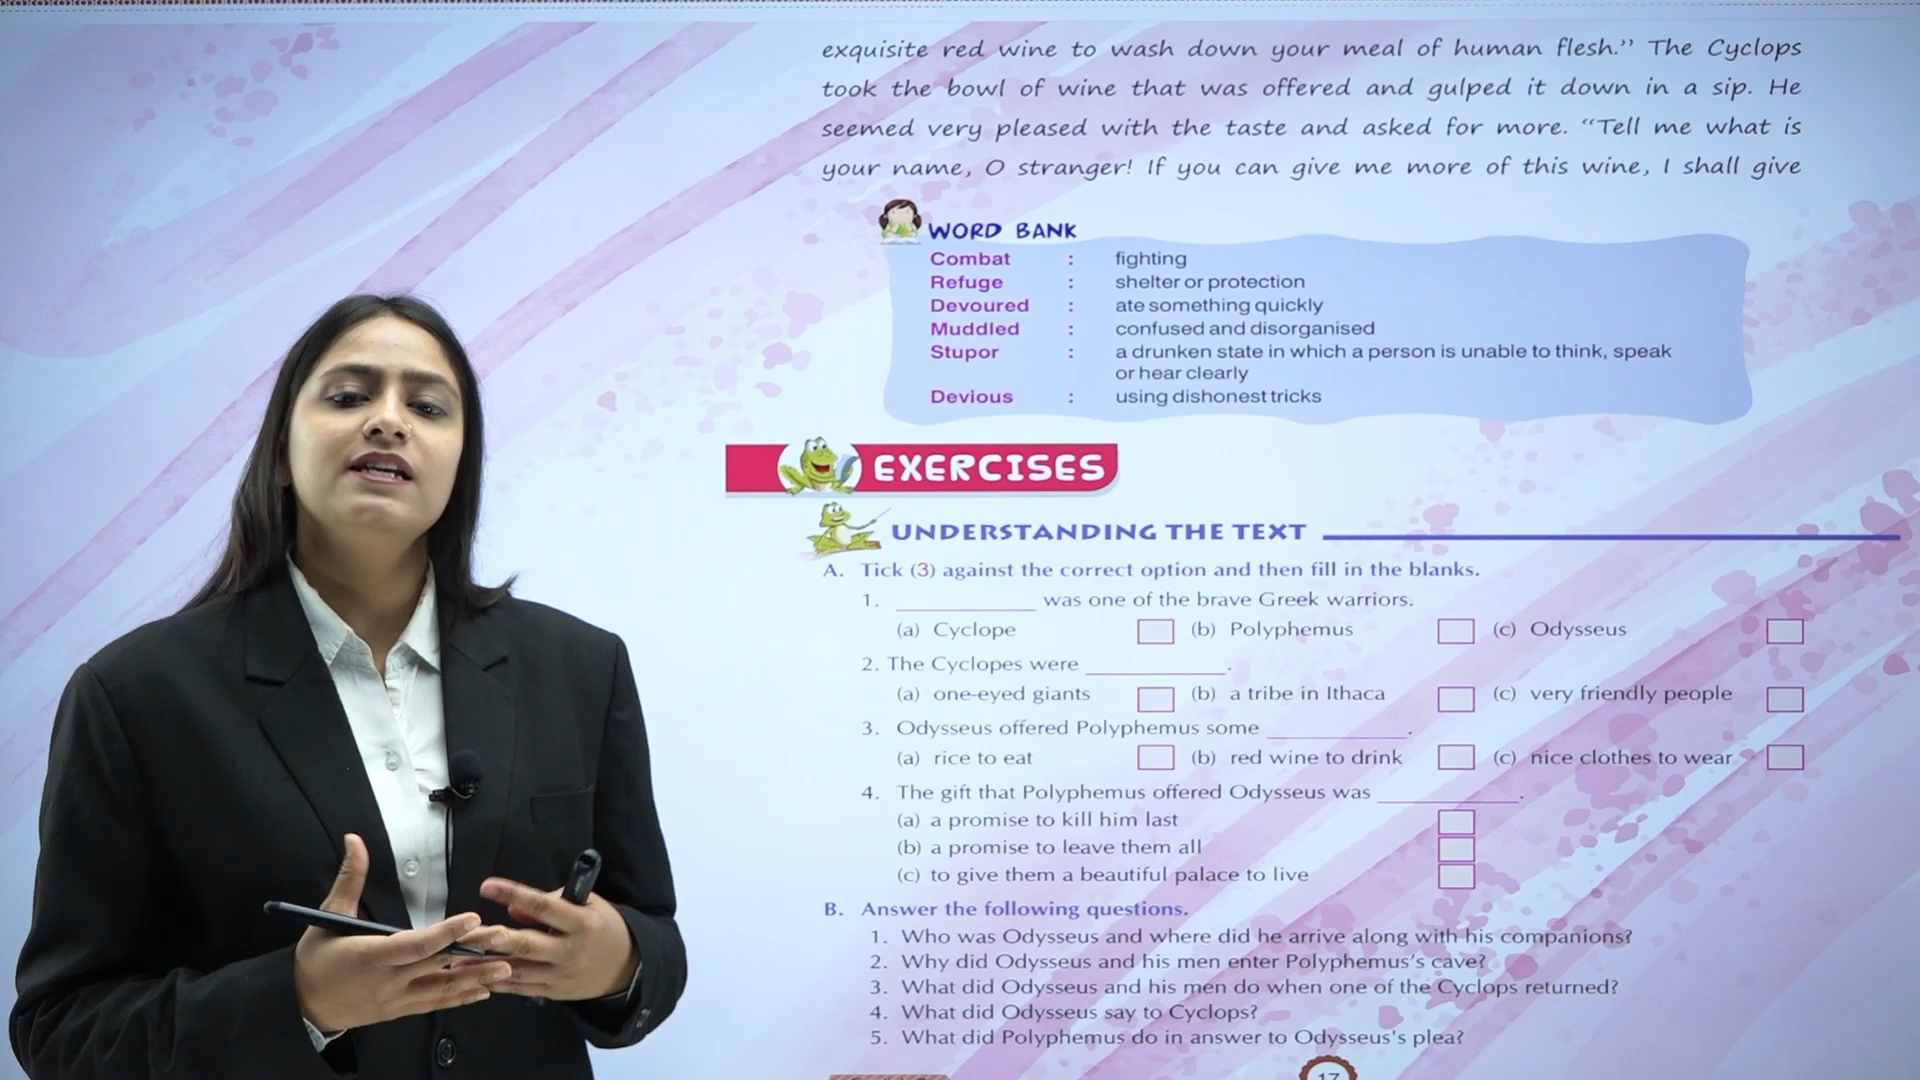 exquisite red wine to wash down your meal of human flesh.” The Cyclops
took the bowl of wine that was offered and gulped it down in a sip. He
seemed very pleased with the taste and asked for more. “Tell me what is
your name, O stranger! If you can give me more of this wine, I shall give
WORD BANK
Combat : fighting
Refuge : shelter or protection
Devoured : ate something quickly
Muddled : confused and disorganised
Stupor : a drunken state in which a person is unable to think, speak
or hear clearly
Devious : using dishonest tricks
EXERCISES
UNDERSTANDING THE TEXT
A. Tick (3) against the correct option and then fill in the blanks.
1. ____________ was one of the brave Greek warriors.
(a) Cyclope (b) Polyphemus (c) Odysseus
2. The Cyclopes were ____________.
(a) one-eyed giants (b) a tribe in Ithaca (c) very friendly people
3. Odysseus offered Polyphemus some ____________.
(a) rice to eat (b) red wine to drink (c) nice clothes to wear
4. The gift that Polyphemus offered Odysseus was ____________.
(a) a promise to kill him last
(b) a promise to leave them all
(c) to give them a beautiful palace to live
B. Answer the following questions.
1. Who was Odysseus and where did he arrive along with his companions?
2. Why did Odysseus and his men enter Polyphemus's cave?
3. What did Odysseus and his men do when one of the Cyclops returned?
4. What did Odysseus say to Cyclops?
5. What did Polyphemus do in answer to Odysseus's plea?
17